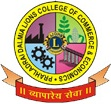 PRAHLADRAI DALMIA LIONS COLLEGE OF COMMERCE & ECONOMICS
L
॥ व्यापारेय सेवा ॥